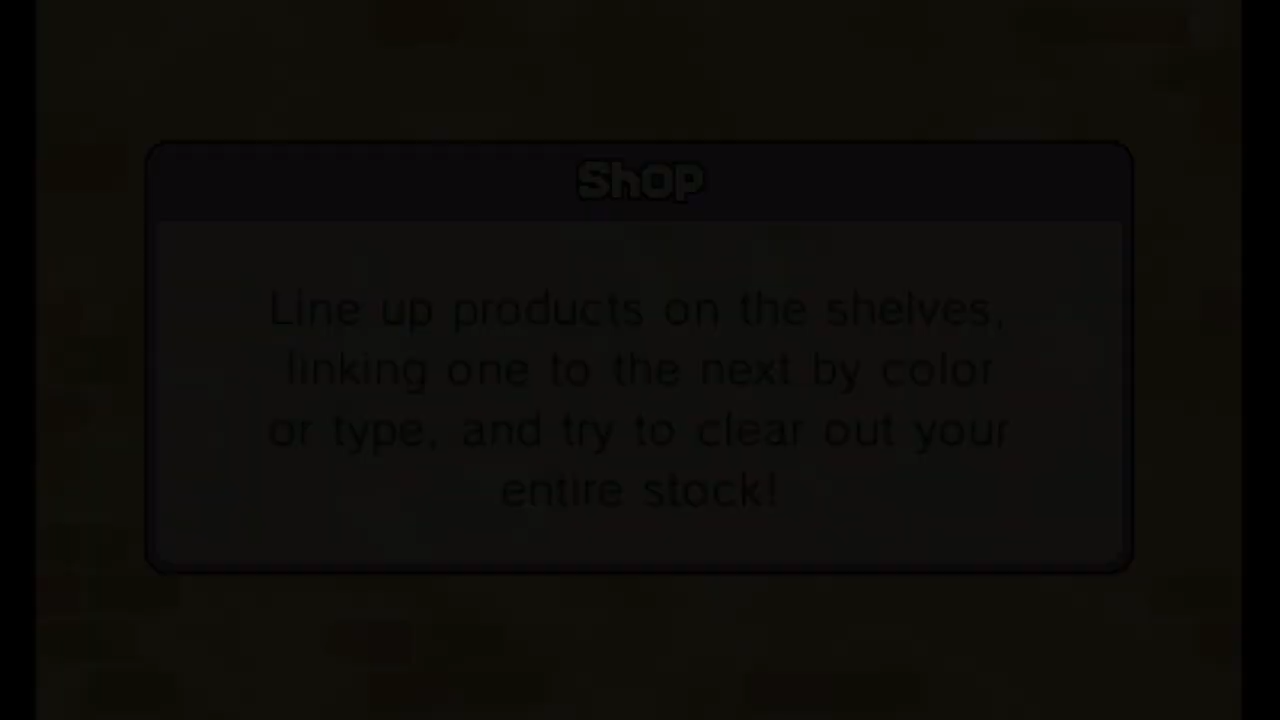 Shop
Line up products on the shelves,
linking one to the next by color
or type, and try to clear out your
entire stock!